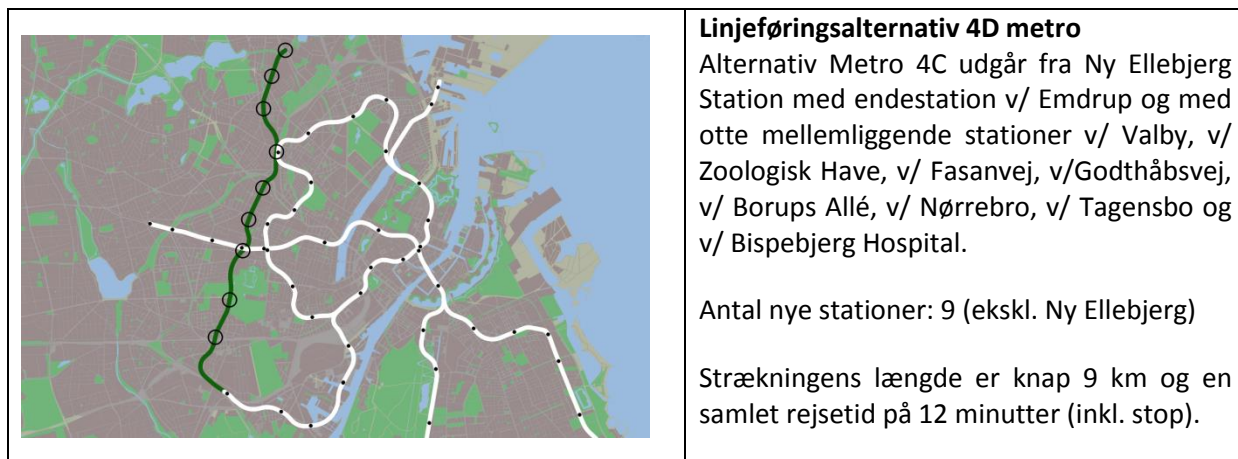 Linjeføringsalternativ 4D metro
Alternativ Metro 4C udgår fra Ny Ellebjerg
Station med endestation v/ Emdrup og med
otte mellemliggende stationer v/ Valby, v/
Zoologisk Have, v/ Fasanvej, v/Godthåbsvej,
v/ Borups Allé, v/ Nørrebro, v/ Tagensbo og
v/ Bispebjerg Hospital.
Antal nye stationer: 9 (ekskl. Ny Ellebjerg)
Strækningens længde er knap 9 km og en
samlet rejsetid på 12 minutter (inkl. stop).